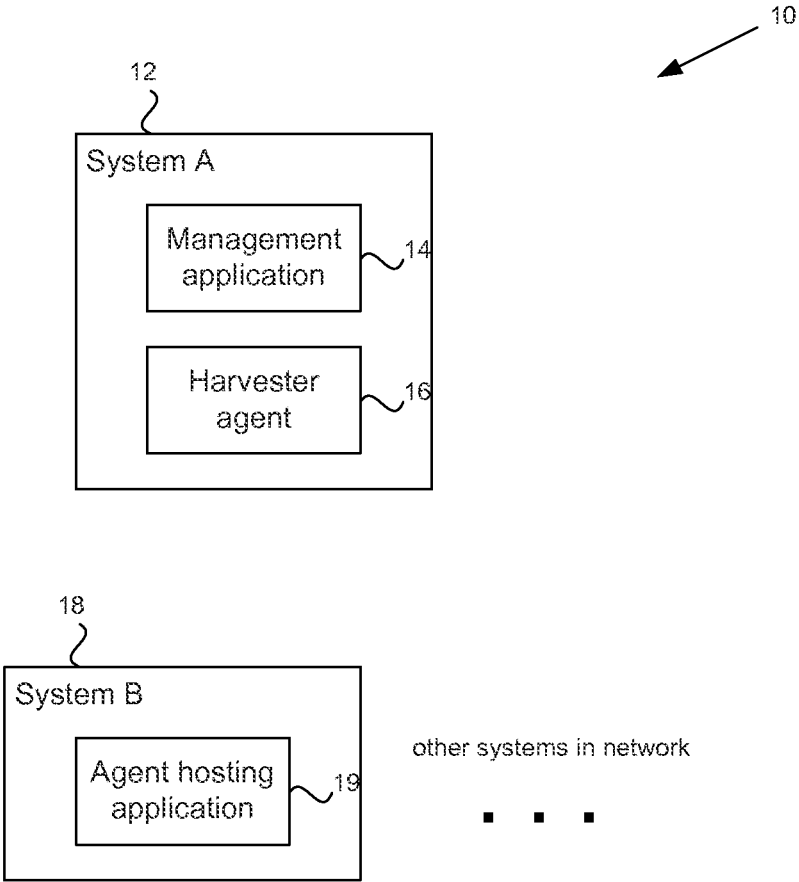 10
12
System A
Management
application
14
Harvester
agent
16
18
System B
Agent hosting
application
19
other systems in network